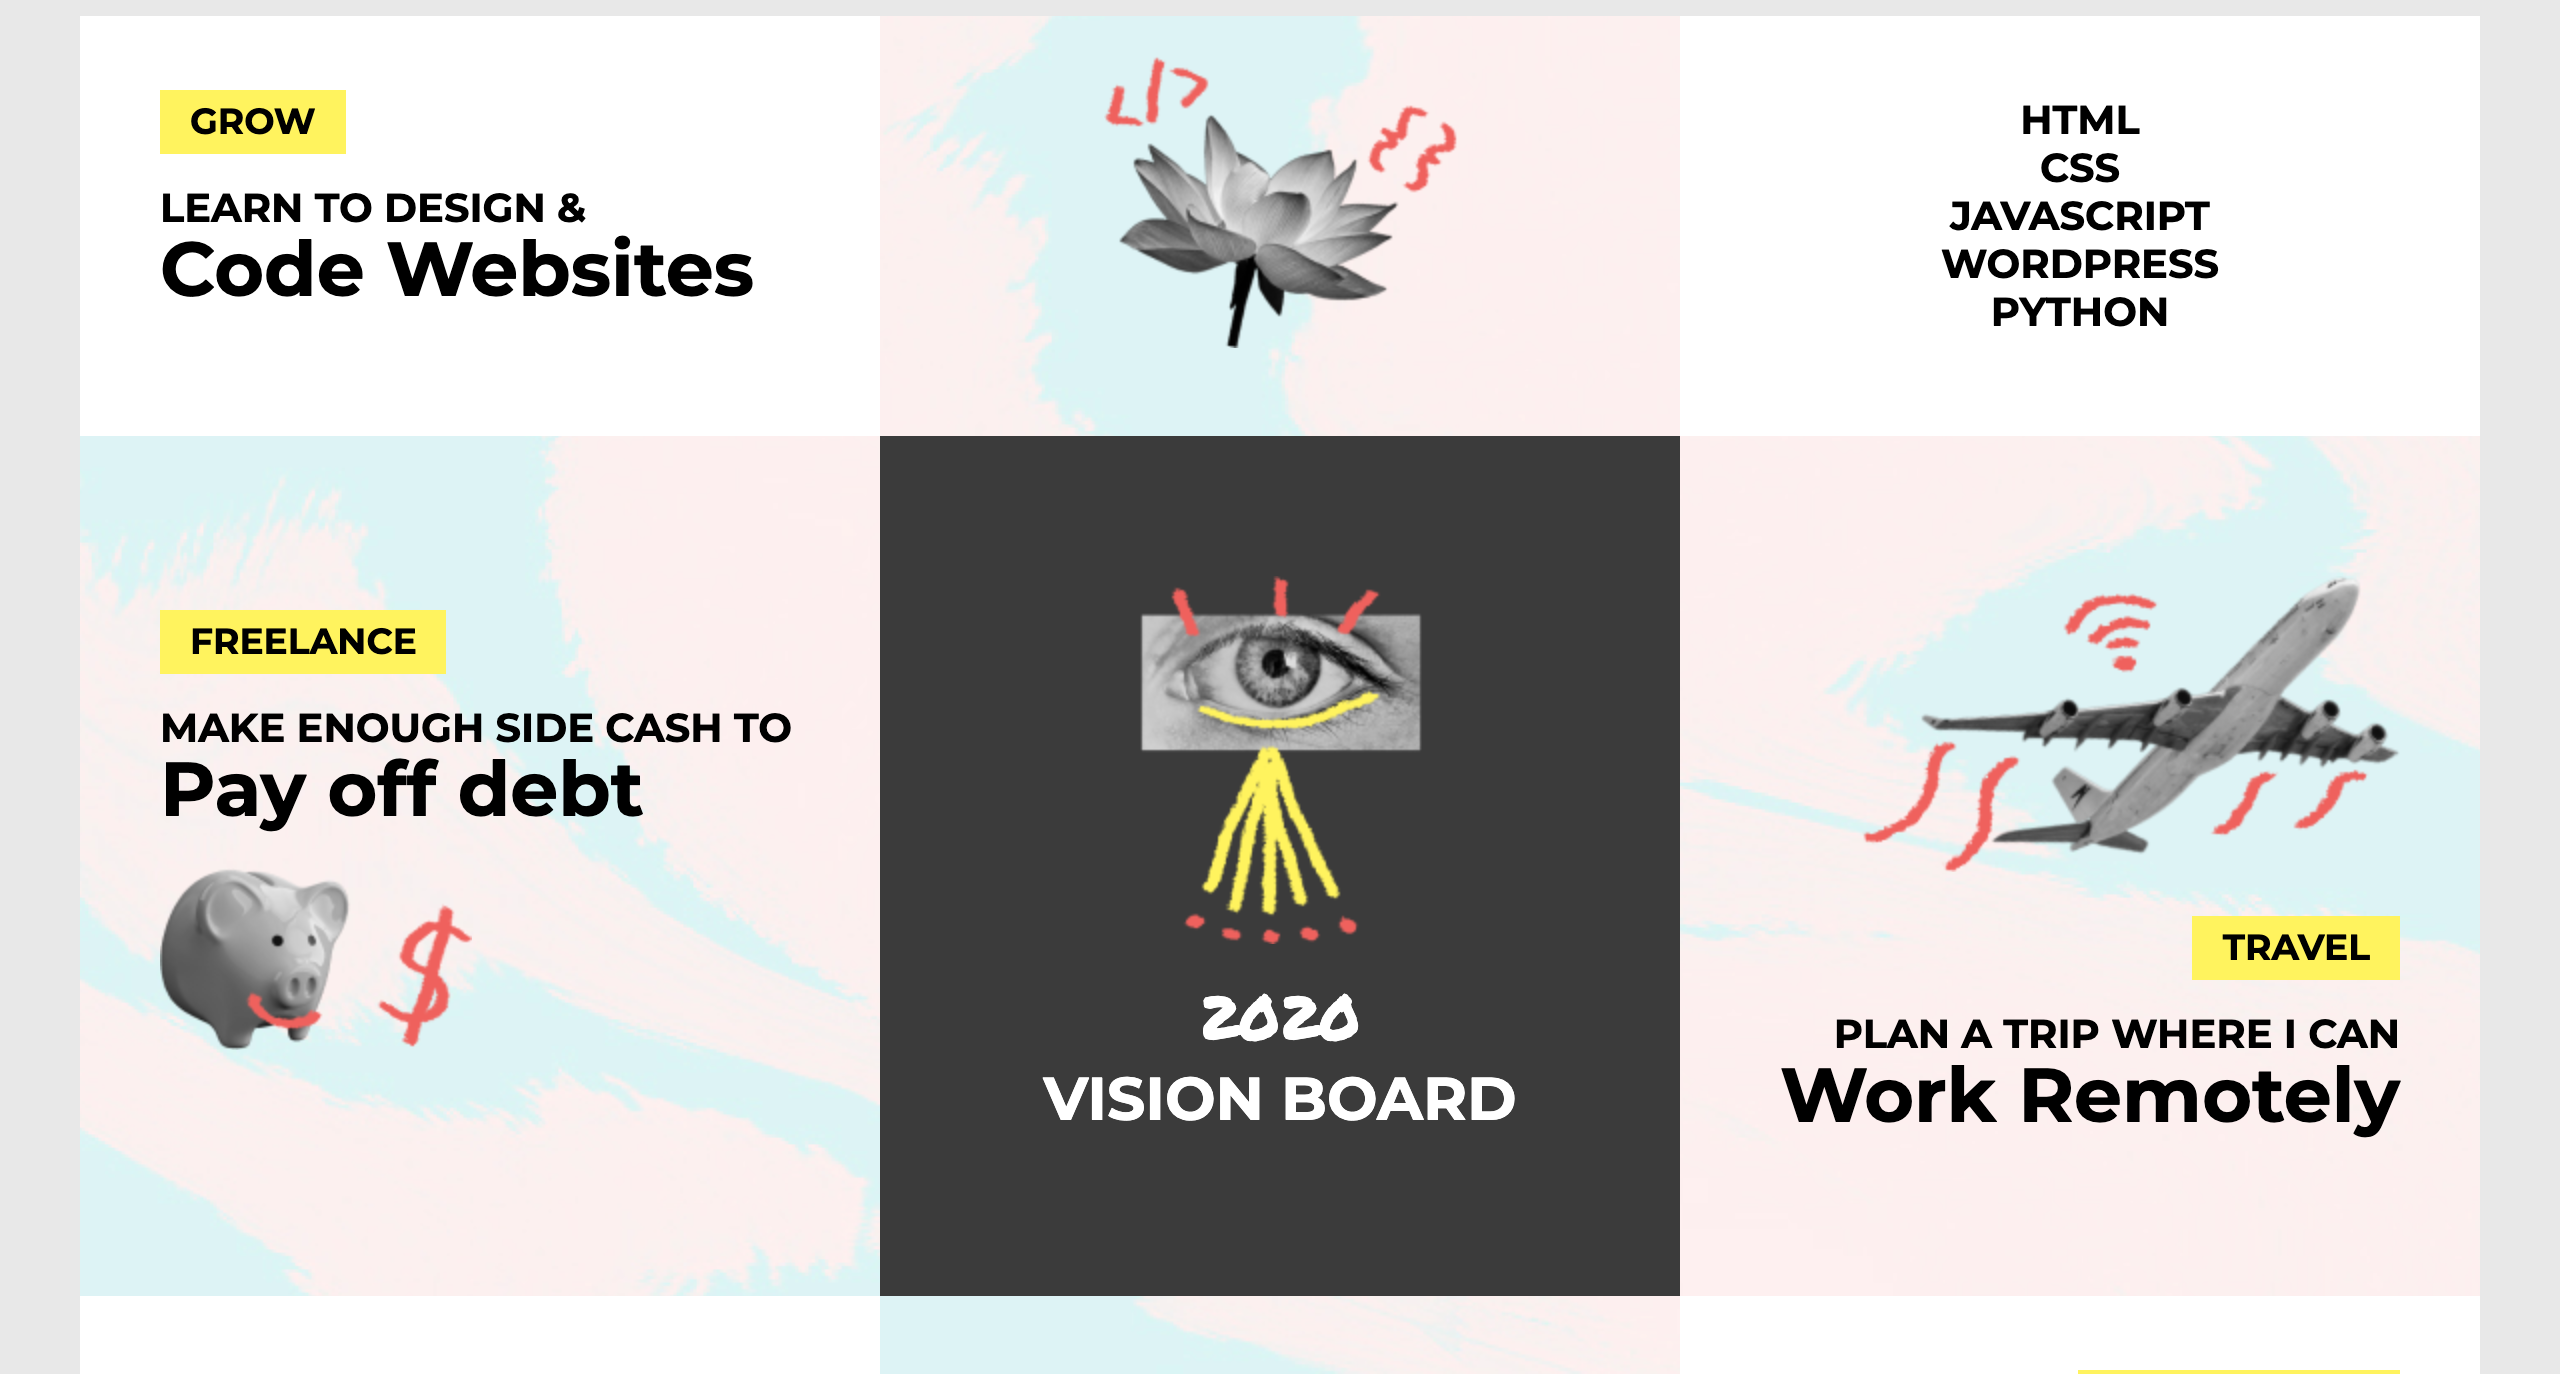 GROW
LEARN TO DESIGN &
Code Websites
</>
{}
HTML
CSS
JAVASCRIPT
WORDPRESS
PYTHON
FREELANCE
MAKE ENOUGH SIDE CASH TO
Pay off debt
$
2020
VISION BOARD
TRAVEL
PLAN A TRIP WHERE I CAN
Work Remotely